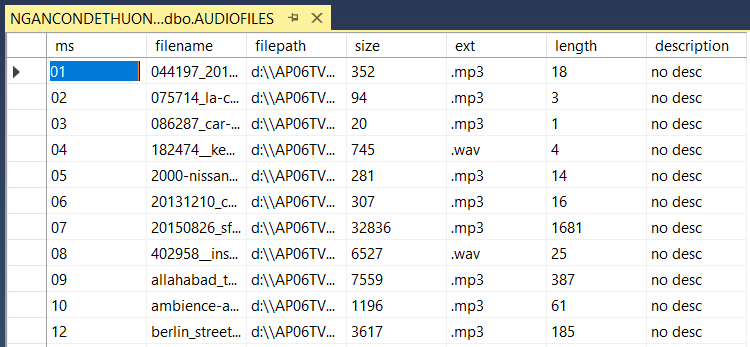 NGANCONDETHUON...dbo.AUDIOFILES
ms filename filepath size ext length description
01 044197_201... d:\\AP06TV... 352 .mp3 18 no desc
02 075714_la-c... d:\\AP06TV... 94 .mp3 3 no desc
03 086287_car-... d:\\AP06TV... 20 .mp3 1 no desc
04 182474__ke... d:\\AP06TV... 745 .wav 4 no desc
05 2000-nissan... d:\\AP06TV... 281 .mp3 14 no desc
06 20131210_c... d:\\AP06TV... 307 .mp3 16 no desc
07 20150826_sf... d:\\AP06TV... 32836 .mp3 1681 no desc
08 402958__ins... d:\\AP06TV... 6527 .wav 25 no desc
09 allahabad_t... d:\\AP06TV... 7559 .mp3 387 no desc
10 ambience-a... d:\\AP06TV... 1196 .mp3 61 no desc
12 berlin_street... d:\\AP06TV... 3617 .mp3 185 no desc